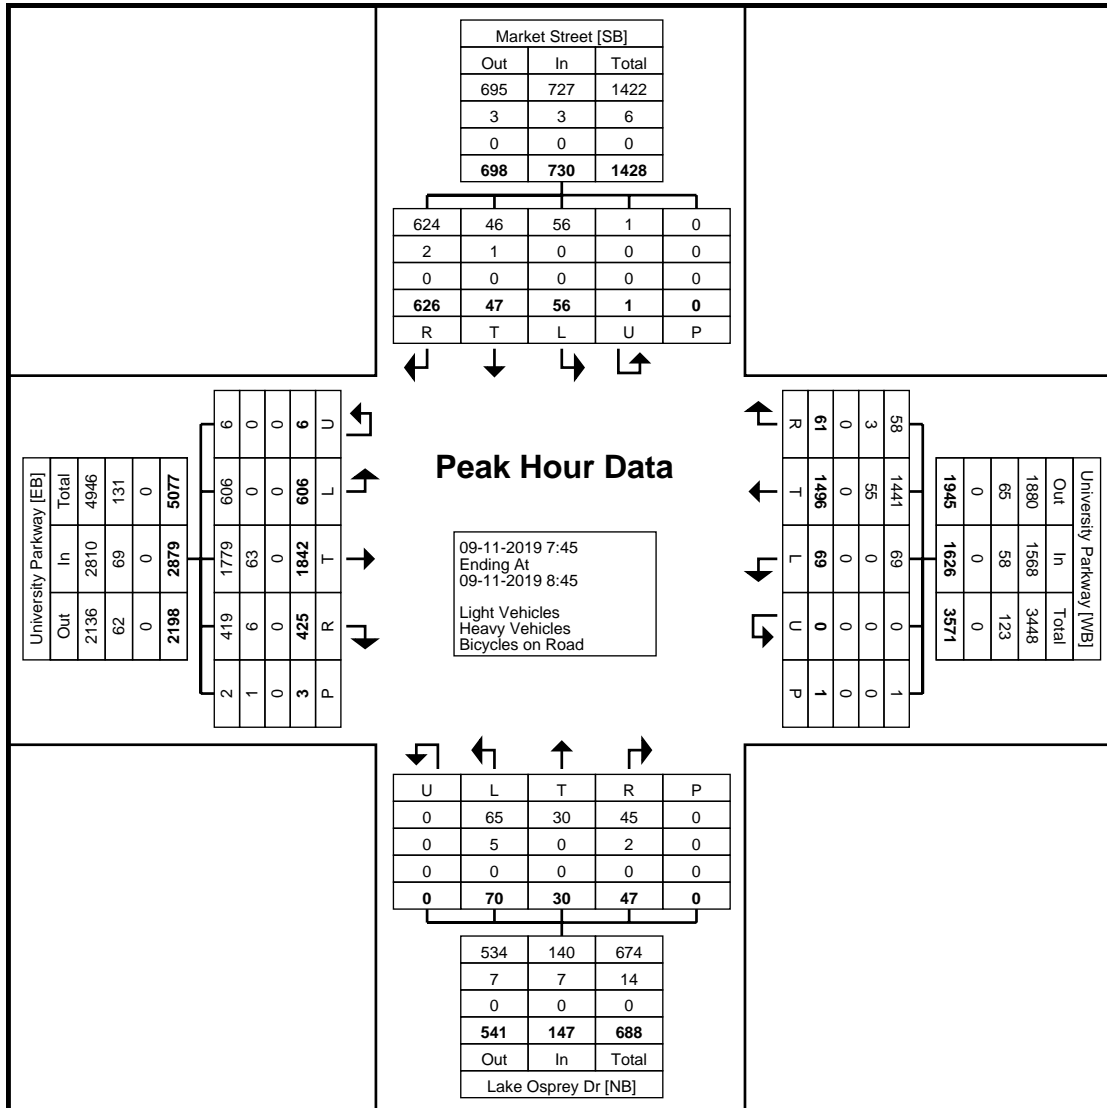 Market Street [SB]
Out In Total
695 727 1422
3 3 6
0 0 0
698 730 1428
624 46 56 1 0
2 1 0 0 0
0 0 0 0 0
626 47 56 1 0
R T L U P
University Parkway [EB]
Total In Out
4946 2810 2136
131 69 62
0 0 0
5077 2879 2198
6 606 1779 419 2
0 0 63 6 1
0 0 0 0 0
6 606 1842 425 3
U L T R P
Peak Hour Data
09-11-2019 7:45
Ending At
09-11-2019 8:45
Light Vehicles
Heavy Vehicles
Bicycles on Road
University Parkway [WB]
Out In Total
1880 1568 3448
65 58 123
0 0 0
1945 1626 3571
58 1441 69 0 1
3 55 0 0 0
0 0 0 0 0
61 1496 69 0 1
R T L U P
U L T R P
0 65 30 45 0
0 5 0 2 0
0 0 0 0 0
0 70 30 47 0
534 140 674
7 7 14
0 0 0
541 147 688
Out In Total
Lake Osprey Dr [NB]